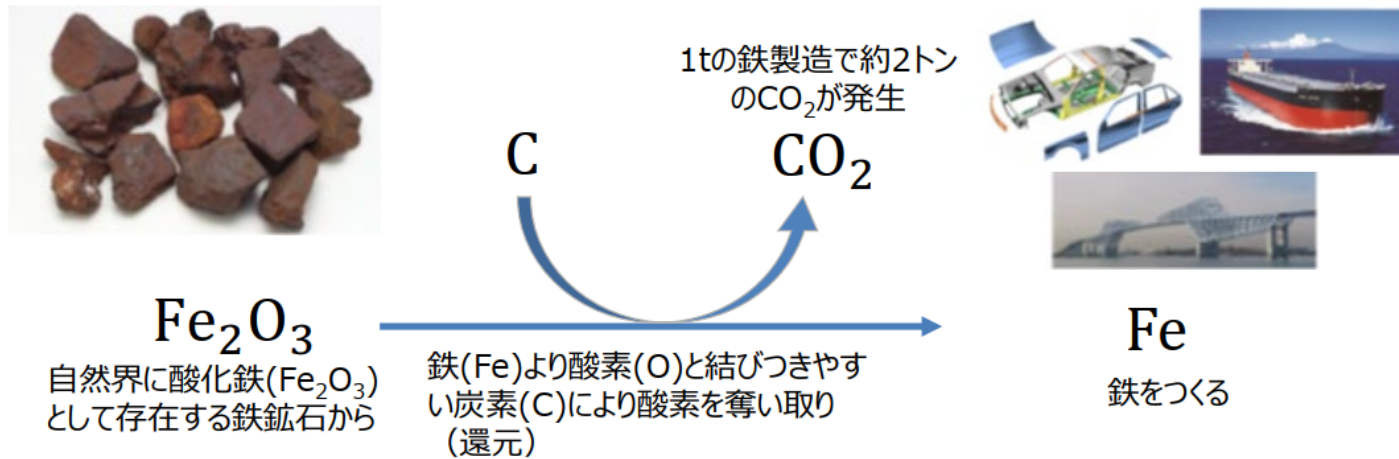 1tの鉄製造で約2トン
のCO₂が発生
C
CO₂
Fe₂O₃
自然界に酸化鉄(Fe₂O₃)
として存在する鉄鉱石から
鉄(Fe)より酸素(O)と結びつきやす
い炭素(C)により酸素を奪い取り
（還元）
Fe
鉄をつくる